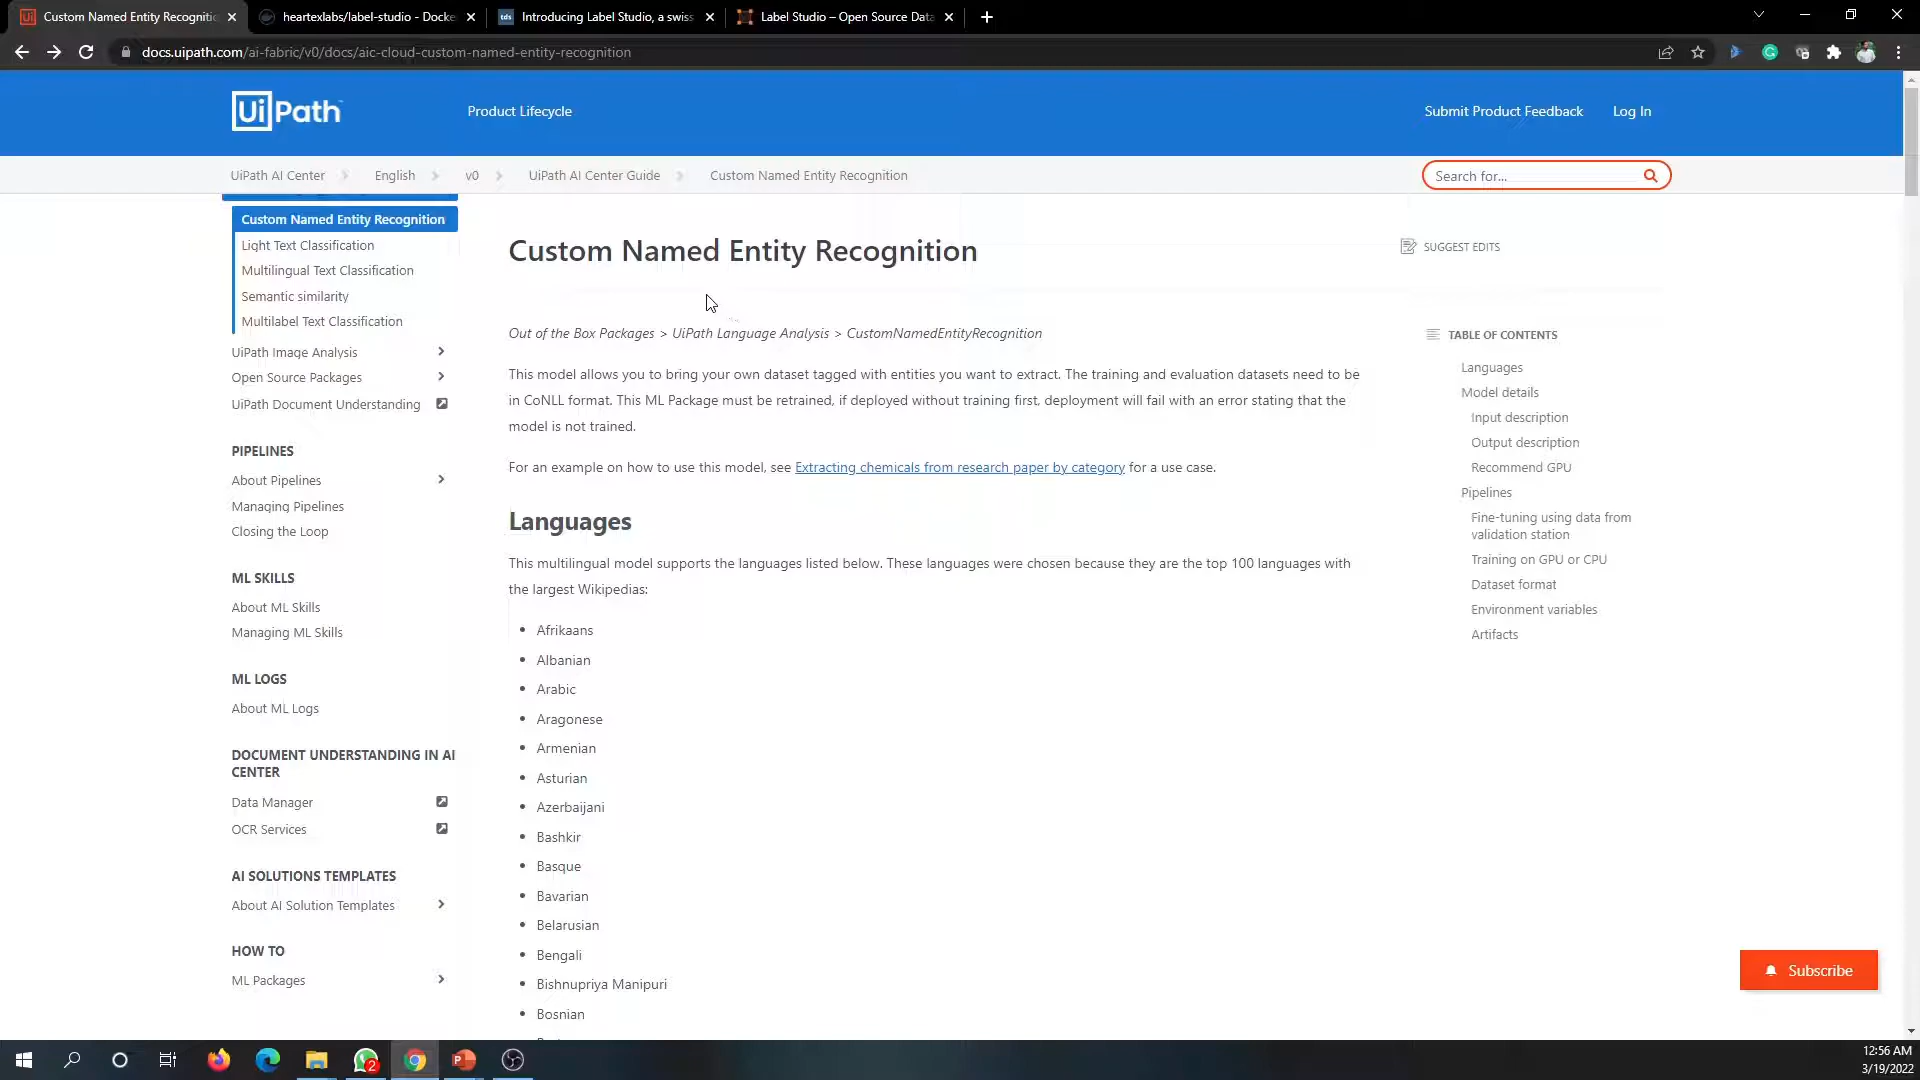 Custom Named Entity Recognitio
heartexlabs/label-studio - Docke
tds
Introducing Label Studio, a swiss
Label Studio – Open Source Data
docs.uipath.com/ai-fabric/v0/docs/aic-cloud-custom-named-entity-recognition
UiPath
Product Lifecycle
Submit Product Feedback
Log In
UiPath AI Center
English
v0
UiPath AI Center Guide
Custom Named Entity Recognition
Search for...
Custom Named Entity Recognition
Light Text Classification
Multilingual Text Classification
Semantic similarity
Multilabel Text Classification
UiPath Image Analysis
Open Source Packages
UiPath Document Understanding
PIPELINES
About Pipelines
Managing Pipelines
Closing the Loop
ML SKILLS
About ML Skills
Managing ML Skills
ML LOGS
About ML Logs
DOCUMENT UNDERSTANDING IN AI
CENTER
Data Manager
OCR Services
AI SOLUTIONS TEMPLATES
About AI Solution Templates
HOW TO
ML Packages
Custom Named Entity Recognition
Out of the Box Packages > UiPath Language Analysis > CustomNamedEntityRecognition
This model allows you to bring your own dataset tagged with entities you want to extract. The training and evaluation datasets need to be
in CoNLL format. This ML Package must be retrained, if deployed without training first, deployment will fail with an error stating that the
model is not trained.
For an example on how to use this model, see Extracting chemicals from research paper by category for a use case.
Languages
This multilingual model supports the languages listed below. These languages were chosen because they are the top 100 languages with
the largest Wikipedias:
• Afrikaans
• Albanian
• Arabic
• Aragonese
• Armenian
• Asturian
• Azerbaijani
• Bashkir
• Basque
• Bavarian
• Belarusian
• Bengali
• Bishnupriya Manipuri
• Bosnian
SUGGEST EDITS
TABLE OF CONTENTS
Languages
Model details
Input description
Output description
Recommend GPU
Pipelines
Fine-tuning using data from
validation station
Training on GPU or CPU
Dataset format
Environment variables
Artifacts
Subscribe
2
12:56 AM
3/19/2022